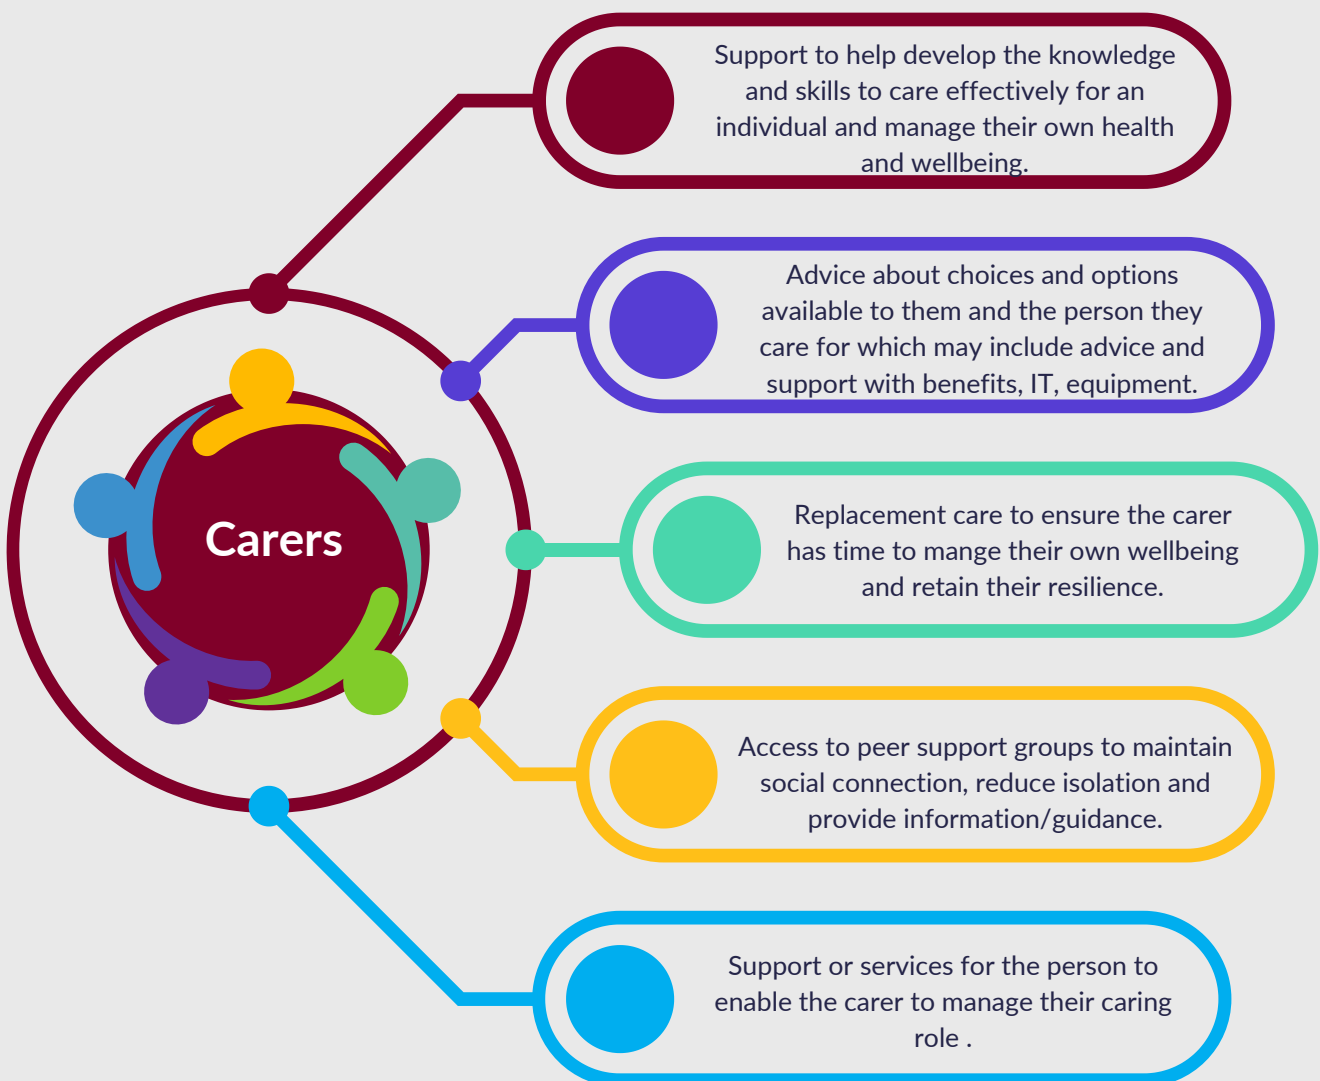 Support to help develop the knowledge
and skills to care effectively for an
individual and manage their own health
and wellbeing.
Advice about choices and options
available to them and the person they
care for which may include advice and
support with benefits, IT, equipment.
Carers
Replacement care to ensure the carer
has time to mange their own wellbeing
and retain their resilience.
Access to peer support groups to maintain
social connection, reduce isolation and
provide information/guidance.
Support or services for the person to
enable the carer to manage their caring
role .